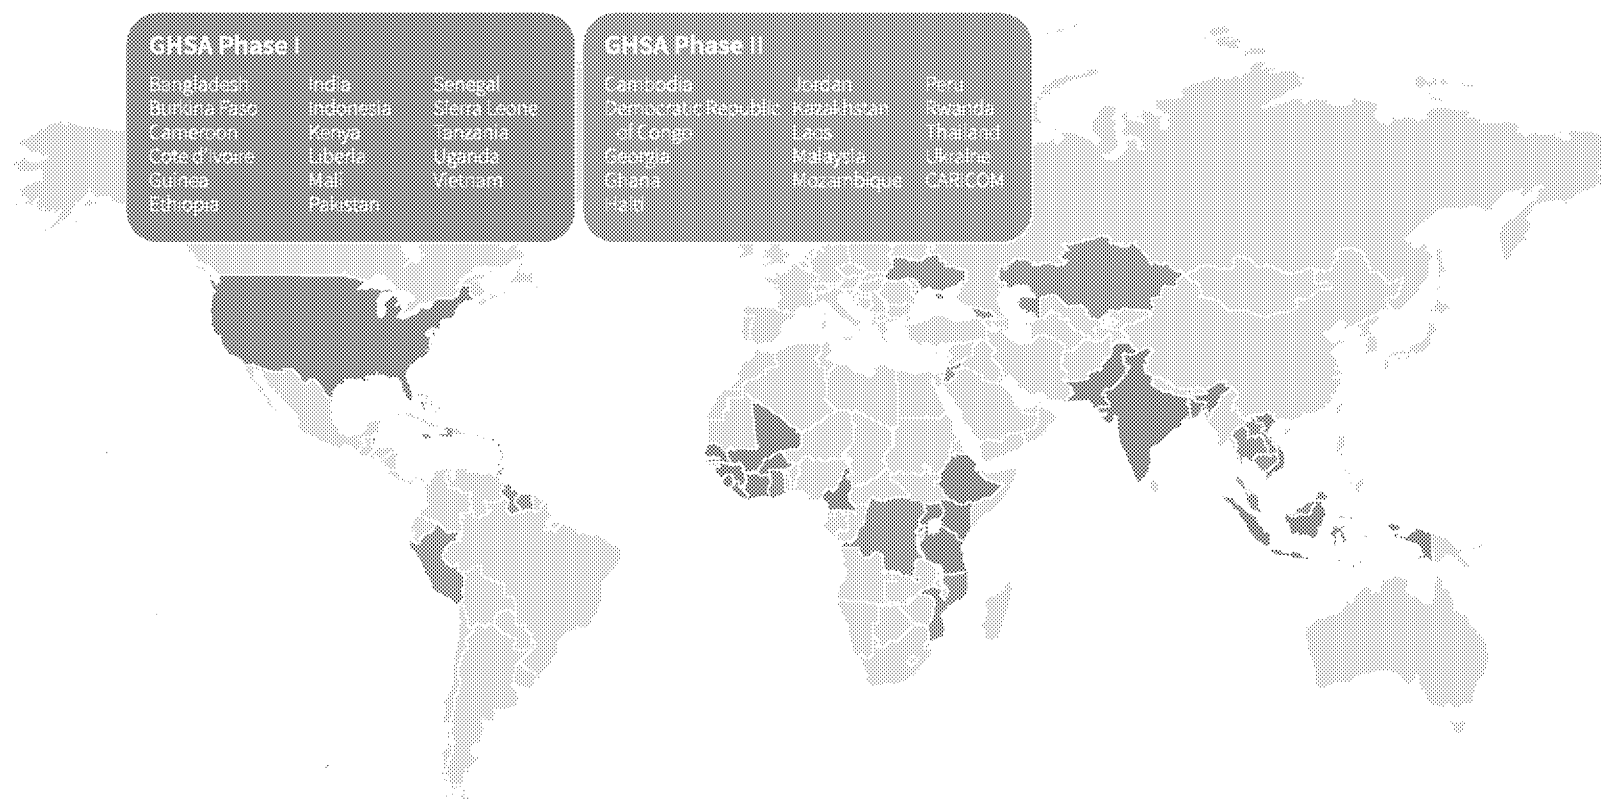 GHSA Phase I
Bangladesh India Senegal
Burkina Faso Indonesia Sierra Leone
Cameroon Kenya Tanzania
Cote d'Ivoire Liberia Uganda
Guinea Mali Vietnam
Ethiopia Pakistan
GHSA Phase II
Cambodia Jordan Peru
Democratic Republic Kazakhstan Rwanda
of Congo Laos Thailand
Georgia Malaysia Ukraine
Ghana Mozambique CARICOM
Haiti